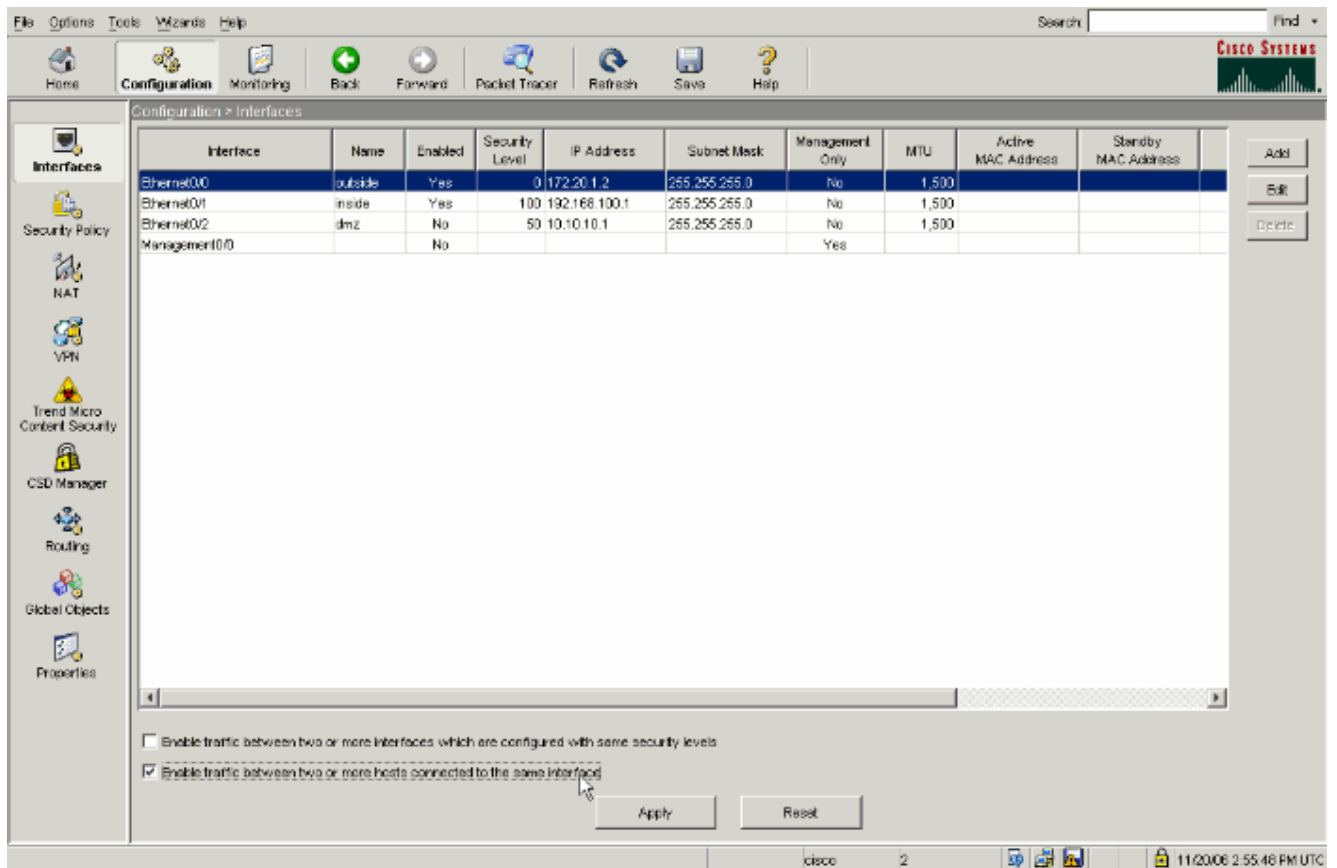 File Options Tools Wizards Help Search: Find
Home Configuration Monitoring Back Forward Packet Tracer Refresh Save Help
CISCO SYSTEMS
Configuration > Interfaces
Interfaces
Security Policy
NAT
VPN
Trend Micro Content Security
CSD Manager
Routing
Global Objects
Properties
Interface Name Enabled Security Level IP Address Subnet Mask Management Only MTU Active MAC Address Standby MAC Address
Ethernet0/0 outside Yes 0 172.20.1.2 255.255.255.0 No 1,500
Ethernet0/1 inside Yes 100 192.168.100.1 255.255.255.0 No 1,500
Ethernet0/2 dmz No 50 10.10.10.1 255.255.255.0 No 1,500
Management0/0 No Yes
Add
Edit
Delete
Enable traffic between two or more interfaces which are configured with same security levels
Enable traffic between two or more hosts connected to the same interface
Apply Reset
cisco 2 11/20/06 2:55:46 PM UTC